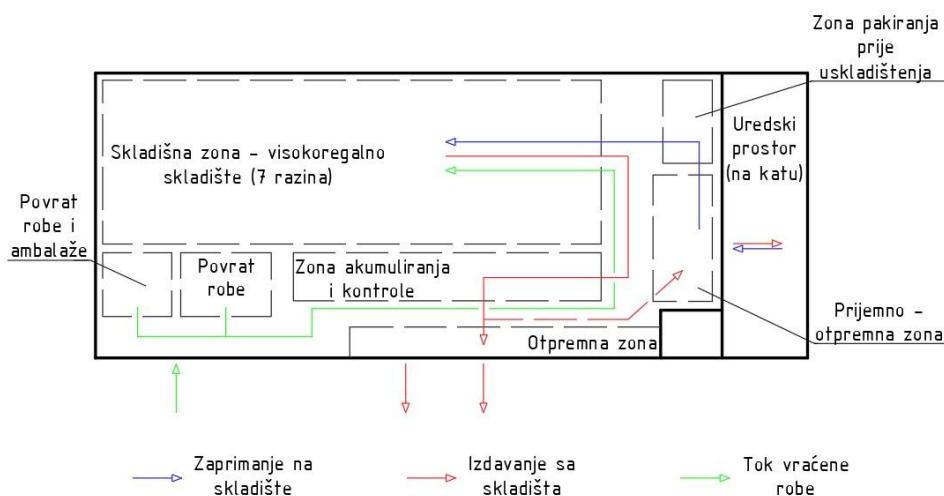 Zona pakiranja
prije
uskladištenja
Uredski
prostor
(na katu)
Skladišna zona - visokoregalno
skladište (7 razina)
Povrat
robe i
ambalaže
Povrat
robe
Zona akumuliranja
i kontrole
Otpremna zona
Prijemno -
otpremna zona
Zaprimanje na
skladište
Izdavanje sa
skladišta
Tok vraćene
robe